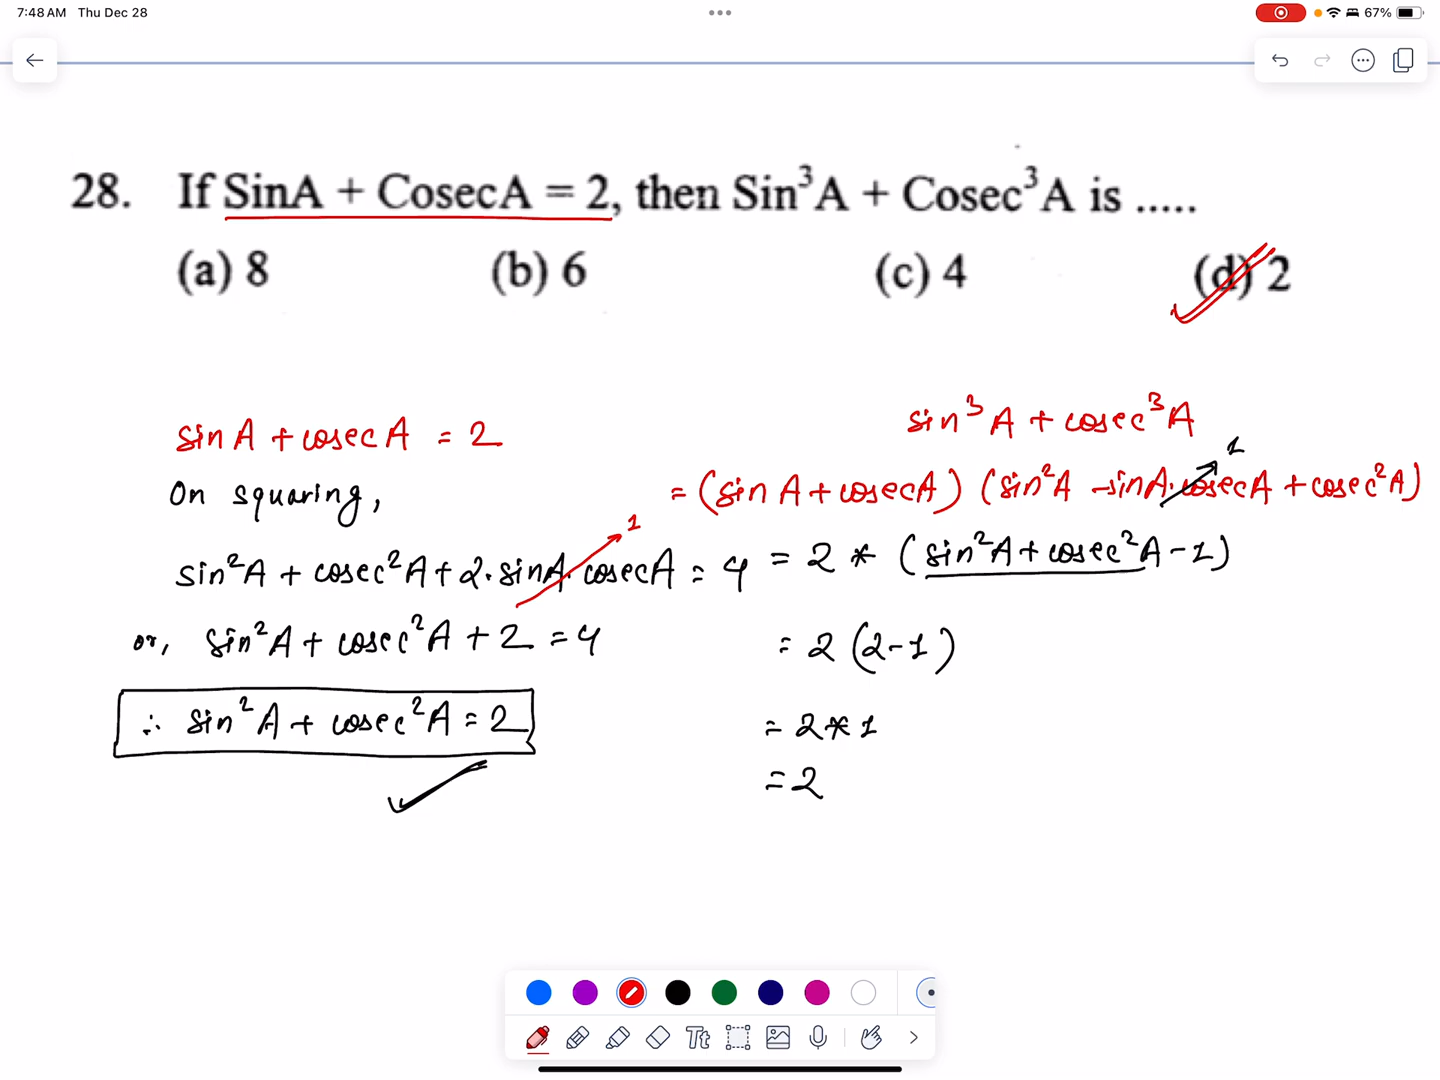 7:48 AM Thu Dec 28
67%
28. If SinA + CosecA = 2, then Sin³A + Cosec³A is .....
(a) 8 (b) 6 (c) 4 (d) 2
sin A + cosec A = 2
On squaring,
sin²A + cosec²A + 2. sinA. cosecA = 4
1
or, sin²A + cosec²A + 2 = 4
∴ sin²A + cosec²A = 2
sin³A + cosec³A
1
= (sin A + cosecA) (sin²A - sinA. cosecA + cosec²A)
= 2 * (sin²A + cosec²A - 1)
= 2 (2-1)
= 2*1
= 2
Tt